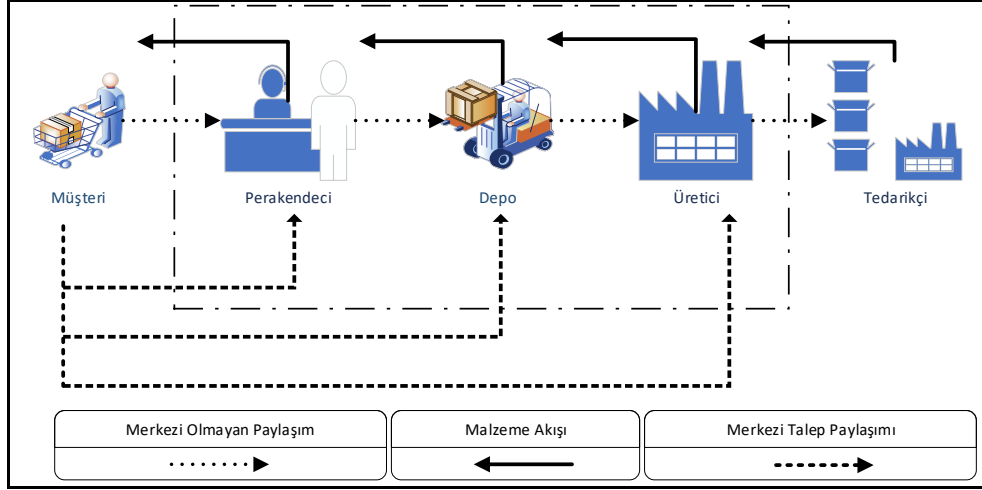 Müşteri
Perakendeci
Depo
Üretici
Tedarikçi
Merkezi Olmayan Paylaşım
Malzeme Akışı
Merkezi Talep Paylaşımı